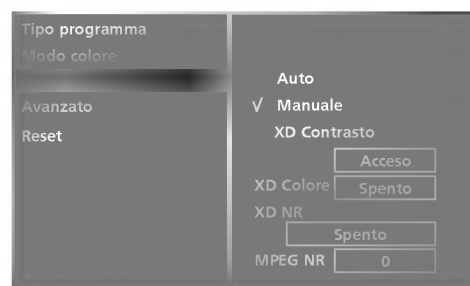 Tipo programma
Modo colore
Avanzato
Reset
Auto
√ Manuale
XD Contrasto
Acceso
XD Colore Spento
XD NR
Spento
MPEG NR 0